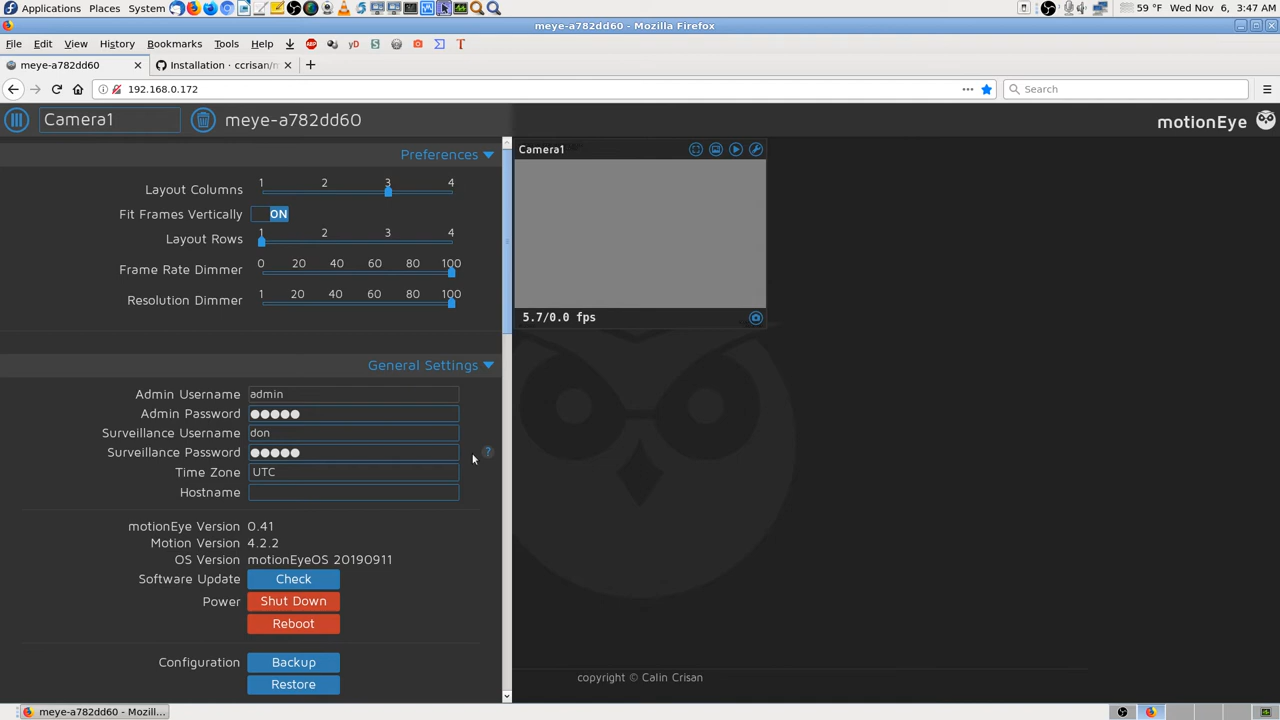 Applications Places System 59 °F Wed Nov 6, 3:47 AM
meye-a782dd60 - Mozilla Firefox
File Edit View History Bookmarks Tools Help
meye-a782dd60 Installation · ccrisan/m
192.168.0.172 Search
Camera1 meye-a782dd60 motionEye
Preferences Camera1
Layout Columns 1 2 3 4
Fit Frames Vertically ON
Layout Rows 1 2 3 4
Frame Rate Dimmer 0 20 40 60 80 100
Resolution Dimmer 1 20 40 60 80 100
5.7/0.0 fps
General Settings
Admin Username admin
Admin Password ●●●●●
Surveillance Username don
Surveillance Password ●●●●● ?
Time Zone UTC
Hostname
motionEye Version 0.41
Motion Version 4.2.2
OS Version motionEyeOS 20190911
Software Update Check
Power Shut Down
Reboot
Configuration Backup
Restore
copyright © Calin Crisan
meye-a782dd60 - Mozill...